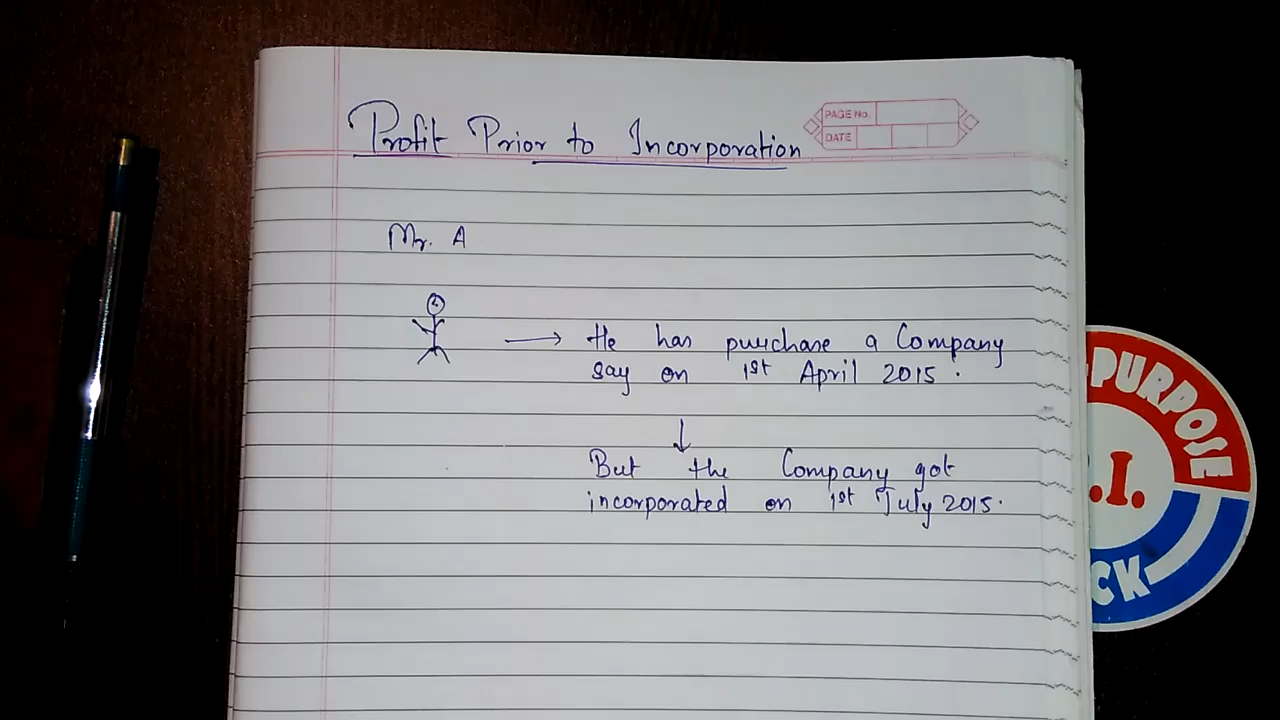 Profit Prior to Incorporation
PAGE No.
DATE
Mr. A
He has purchase a Company
say on 1st April 2015.
But the Company got
incorporated on 1st July 2015.
PURPOSE
.I.
CK